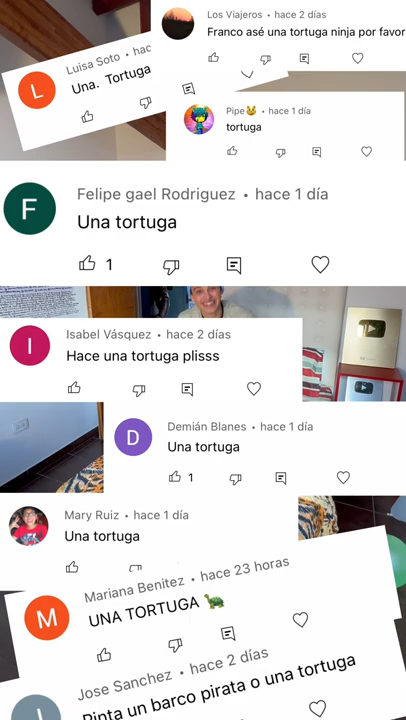 Los Viajeros • hace 2 días
Franco asé una tortuga ninja por favor
Luisa Soto • hac
Una. Tortuga
Pipe😼 • hace 1 día
tortuga
F
L
Felipe gael Rodriguez • hace 1 día
Una tortuga
1
I
Isabel Vásquez • hace 2 días
Hace una tortuga plisss
D
Demián Blanes • hace 1 día
Una tortuga
1
Mary Ruiz • hace 1 día
Una tortuga
M
Mariana Benitez • hace 23 horas
UNA TORTUGA 🐢
Jose Sanchez • hace 2 días
Pinta un barco pirata o una tortuga